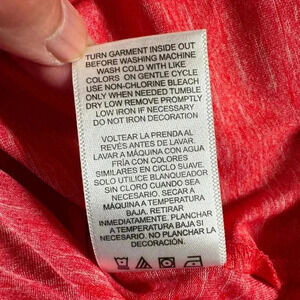 TURN GARMENT INSIDE OUT
BEFORE WASHING MACHINE
WASH COLD WITH LIKE
COLORS ON GENTLE CYCLE
USE NON-CHLORINE BLEACH
ONLY WHEN NEEDED TUMBLE
DRY LOW REMOVE PROMPTLY
LOW IRON IF NECESSARY
DO NOT IRON DECORATION
VOLTEAR LA PRENDA AL
REVÉS ANTES DE LAVAR.
LAVAR A MÁQUINA CON AGUA
FRÍA CON COLORES
SIMILARES EN CICLO SUAVE.
SOLO UTILICE BLANQUEADOR
SIN CLORO CUANDO SEA
NECESARIO. SECAR A
MÁQUINA A TEMPERATURA
BAJA. RETIRAR
INMEDIATAMENTE. PLANCHAR
A TEMPERATURA BAJA SI
NECESARIO. NO PLANCHAR LA
DECORACIÓN.